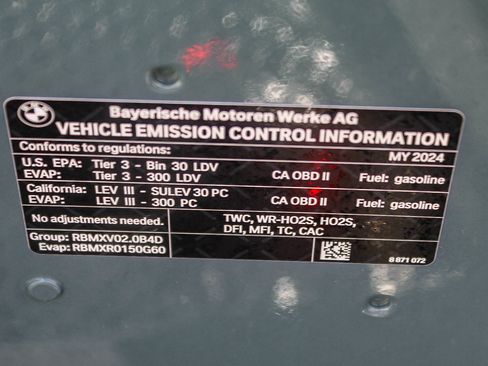 BMW
Bayerische Motoren Werke AG
VEHICLE EMISSION CONTROL INFORMATION
Conforms to regulations: MY 2024
U.S. EPA: Tier 3 - Bin 30 LDV
EVAP: Tier 3 - 300 LDV CA OBD II Fuel: gasoline
California: LEV III - SULEV 30 PC
EVAP: LEV III - 300 PC CA OBD II Fuel: gasoline
No adjustments needed. TWC, WR-HO2S, HO2S,
DFI, MFI, TC, CAC
Group: RBMXV02.0B4D
Evap: RBMXR0150G60
8 871 072